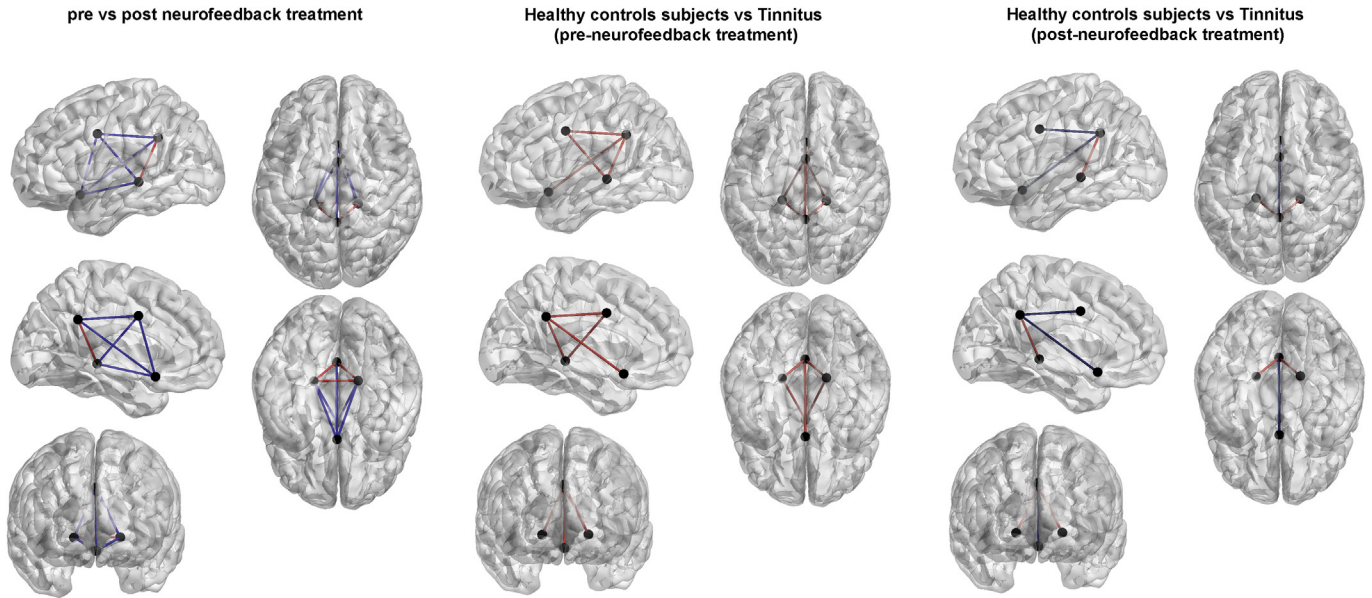 pre vs post neurofeedback treatment
Healthy controls subjects vs Tinnitus
(pre-neurofeedback treatment)
Healthy controls subjects vs Tinnitus
(post-neurofeedback treatment)